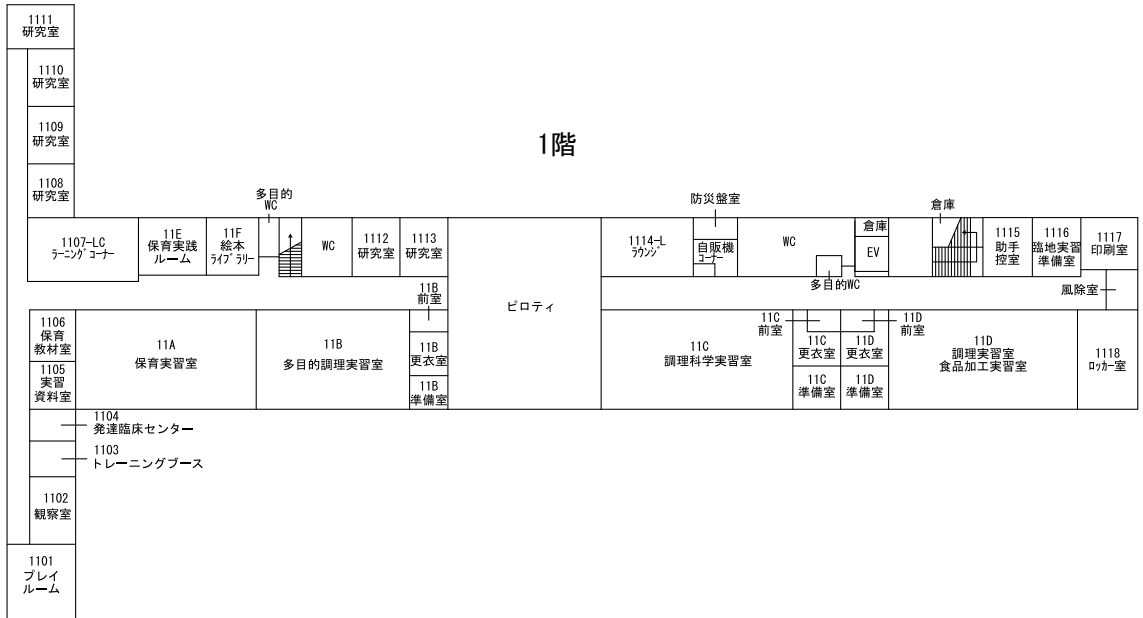 1111
研究室
1110
研究室
1109
研究室
1108
研究室
1階
多目的
WC
防災盤室
倉庫
1107-LC
ラーニングコーナー
11E
保育実践
ルーム
11F
絵本
ライブラリー
WC
1112
研究室
1113
研究室
1114-L
ラウンジ
自販機
コーナー
WC
倉庫
EV
1115
助手
控室
1116
臨地実習
準備室
1117
印刷室
多目的WC
風除室
11B
前室
ピロティ
1106
保育
教材室
1105
実習
資料室
11A
保育実習室
11B
多目的調理実習室
11B
更衣室
11B
準備室
11C
調理科学実習室
11C
前室
11D
前室
11C
更衣室
11D
更衣室
11C
準備室
11D
準備室
11D
調理実習室
食品加工実習室
1118
ロッカー室
1104
発達臨床センター
1103
トレーニングブース
1102
観察室
1101
プレイ
ルーム